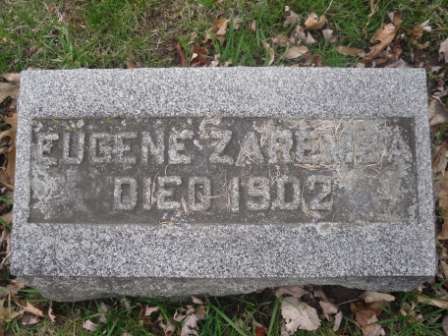 EUGENE ZAREMBA
DIED 1902